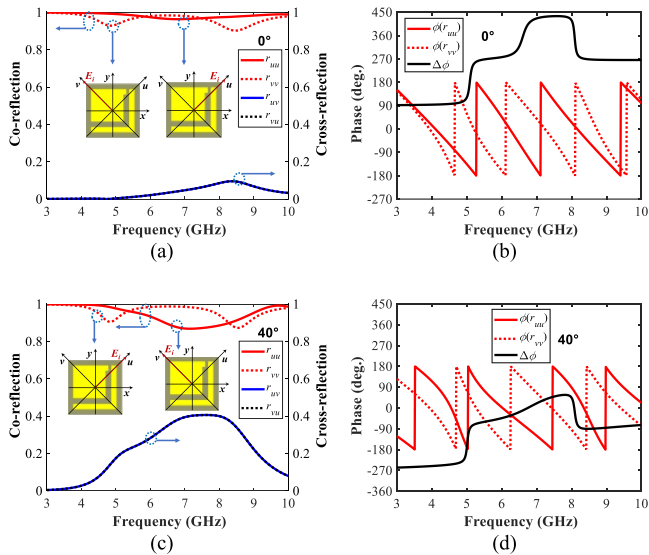 Co-reflection
1
0.8
0.6
0.4
0.2
0
3 4 5 6 7 8 9 10
Frequency (GHz)
1
0.8
0.6
0.4
0.2
0
Cross-reflection
0°
r_uu
r_vv
r_uv
r_vu
v E_i y u
x
y E_i u
v
x
(a)
Phase (deg.)
450
360
270
180
90
0
-90
-180
-270
3 4 5 6 7 8 9 10
Frequency (GHz)
ϕ(r_uu)
ϕ(r_vv)
Δϕ
0°
(b)
Co-reflection
1
0.8
0.6
0.4
0.2
0
3 4 5 6 7 8 9 10
Frequency (GHz)
1
0.8
0.6
0.4
0.2
0
Cross-reflection
40°
r_uu
r_vv
r_uv
r_vu
v y E_i u
x
v E_i y u
x
(c)
Phase (deg.)
450
360
270
180
90
0
-90
-180
-270
-360
3 4 5 6 7 8 9 10
Frequency (GHz)
ϕ(r_uu)
ϕ(r_vv)
Δϕ
40°
(d)